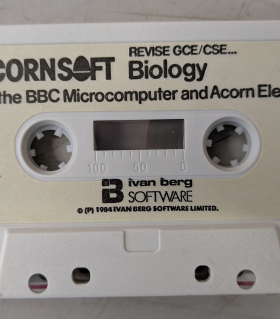 REVISE GCE/CSE...
CORNSOFT Biology
the BBC Microcomputer and Acorn Ele
100 50 0
ivan berg
SOFTWARE
© (P) 1984 IVAN BERG SOFTWARE LIMITED.